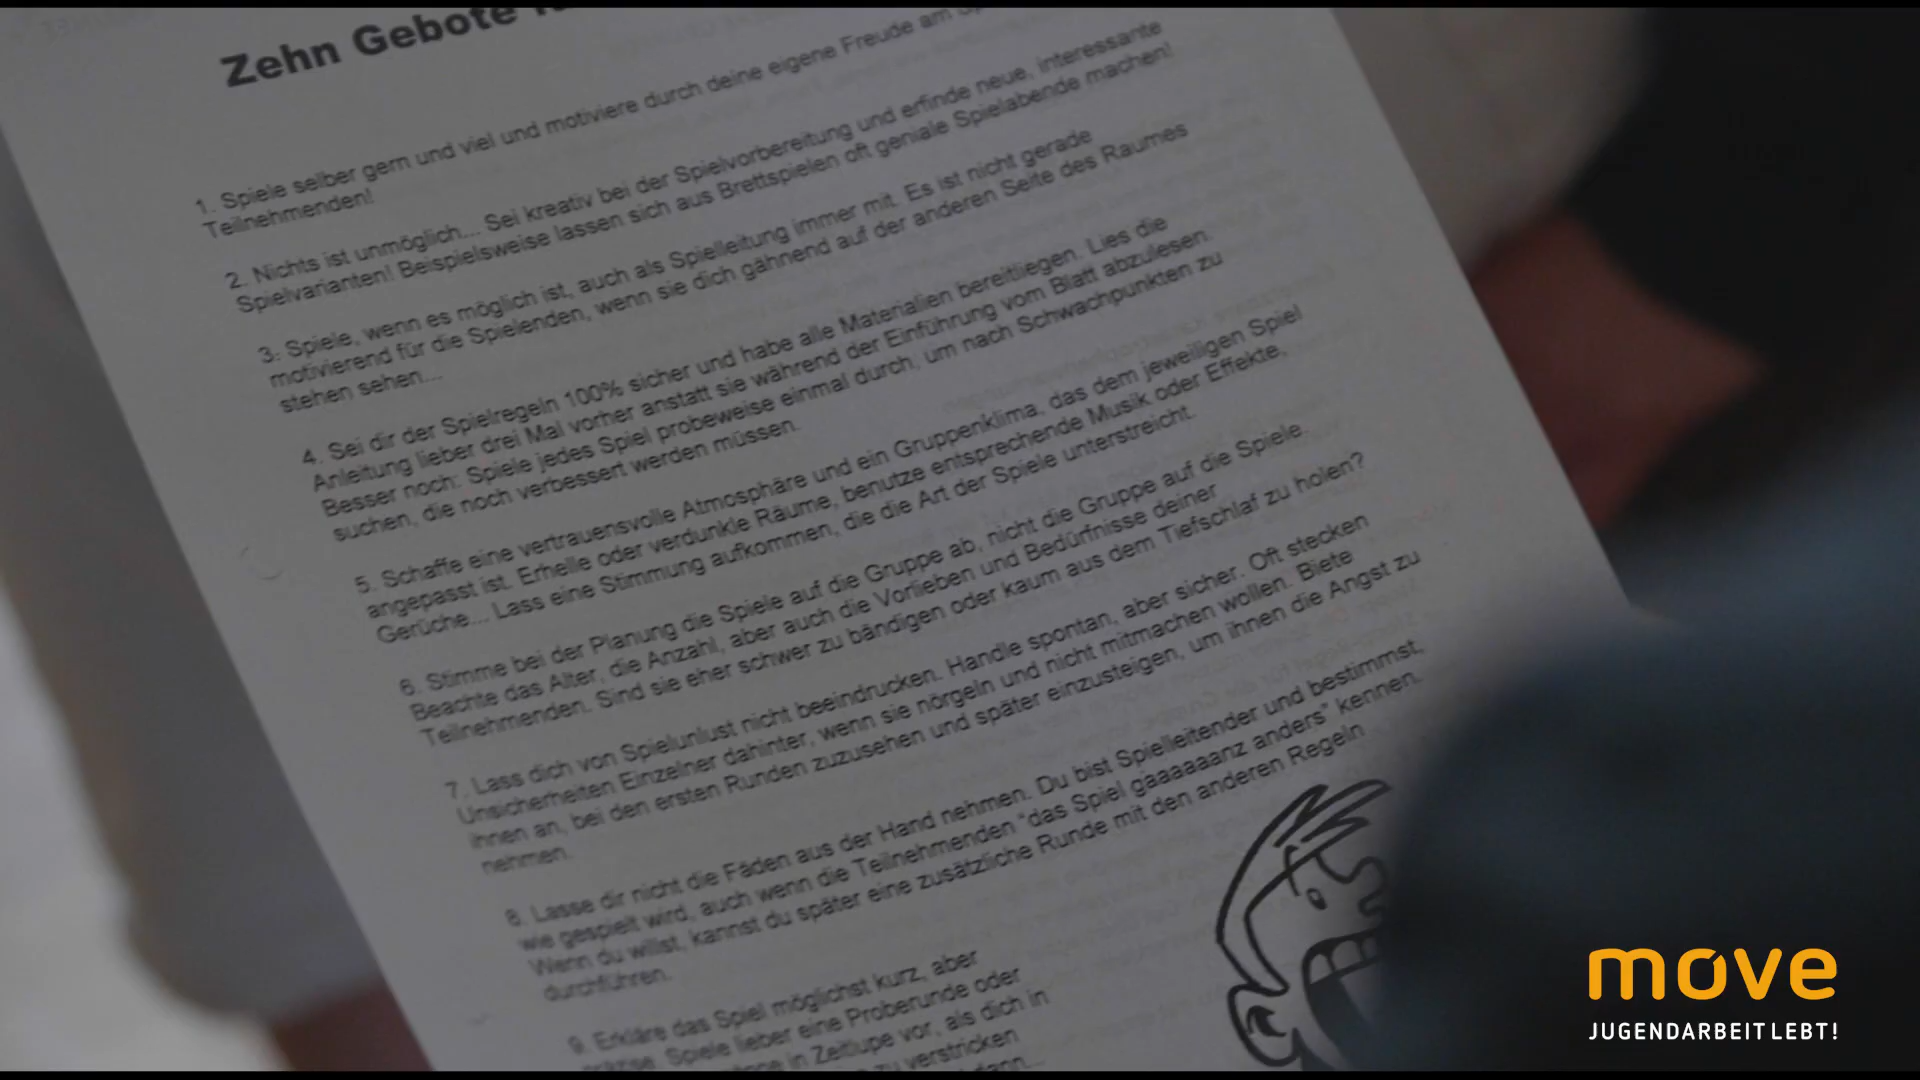 Zehn Gebote
1. Spiele selber gern und viel und motiviere durch deine eigene Freude am
Teilnehmenden!
2. Nichts ist unmöglich... Sei kreativ bei der Spielvorbereitung und erfinde neue, interessante
Spielvarianten! Beispielsweise lassen sich aus Brettspielen oft geniale Spielabende machen!
3. Spiele, wenn es möglich ist, auch als Spielleitung immer mit. Es ist nicht gerade
motivierend für die Spielenden, wenn sie dich gähnend auf der anderen Seite des Raumes
stehen sehen...
4. Sei dir der Spielregeln 100% sicher und habe alle Materialien bereitliegen. Lies die
Anleitung lieber drei Mal vorher anstatt sie während der Einführung vom Blatt abzulesen.
Besser noch: Spiele jedes Spiel probeweise einmal durch, um nach Schwachpunkten zu
suchen, die noch verbessert werden müssen.
5. Schaffe eine vertrauensvolle Atmosphäre und ein Gruppenklima, das dem jeweiligen Spiel
angepasst ist. Erhelle oder verdunkle Räume, benutze entsprechende Musik oder Effekte,
Gerüche... Lass eine Stimmung aufkommen, die die Art der Spiele unterstreicht.
6. Stimme bei der Planung die Spiele auf die Gruppe ab, nicht die Gruppe auf die Spiele.
Beachte das Alter, die Anzahl, aber auch die Vorlieben und Bedürfnisse deiner
Teilnehmenden. Sind sie eher schwer zu bändigen oder kaum aus dem Tiefschlaf zu holen?
7. Lass dich von Spielunlust nicht beeindrucken. Handle spontan, aber sicher. Oft stecken
Unsicherheiten Einzelner dahinter, wenn sie nörgeln und nicht mitmachen wollen. Biete
ihnen an, bei den ersten Runden zuzusehen und später einzusteigen, um ihnen die Angst zu
nehmen.
8. Lasse dir nicht die Fäden aus der Hand nehmen. Du bist Spielleitender und bestimmst,
wie gespielt wird, auch wenn die Teilnehmenden "das Spiel gaaaaaanz anders" kennen.
Wenn du willst, kannst du später eine zusätzliche Runde mit den anderen Regeln
durchführen.
9. Erkläre das Spiel möglichst kurz, aber
präzise. Spiele lieber eine Proberunde oder
in Zeitlupe vor, als dich in
zu verstricken
dann...
move
JUGENDARBEIT LEBT!